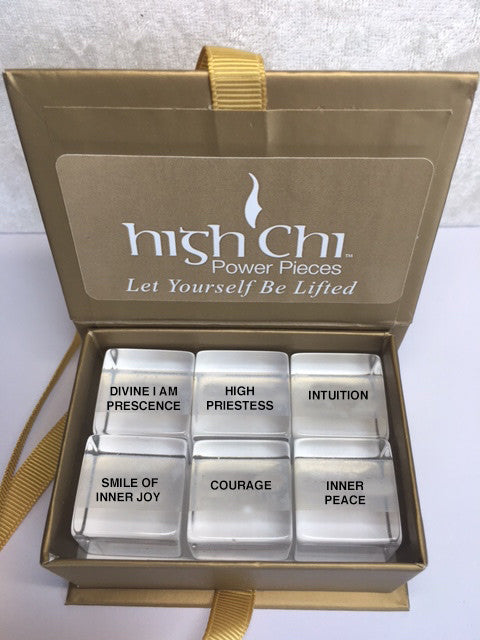 high Chi™
Power Pieces
Let Yourself Be Lifted
DIVINE I AM
PRESCENCE
HIGH
PRIESTESS
INTUITION
SMILE OF
INNER JOY
COURAGE
INNER
PEACE